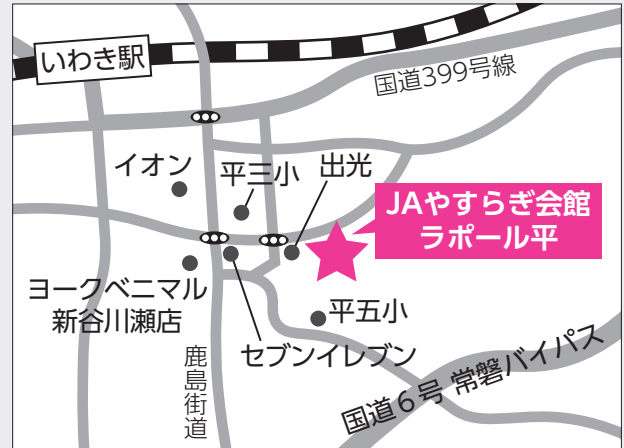 いわき駅
国道399号線
イオン
平三小
出光
JAやすらぎ会館
ラポール平
ヨークベニマル
新谷川瀬店
平五小
セブンイレブン
鹿島街道
国道6号 常磐バイパス